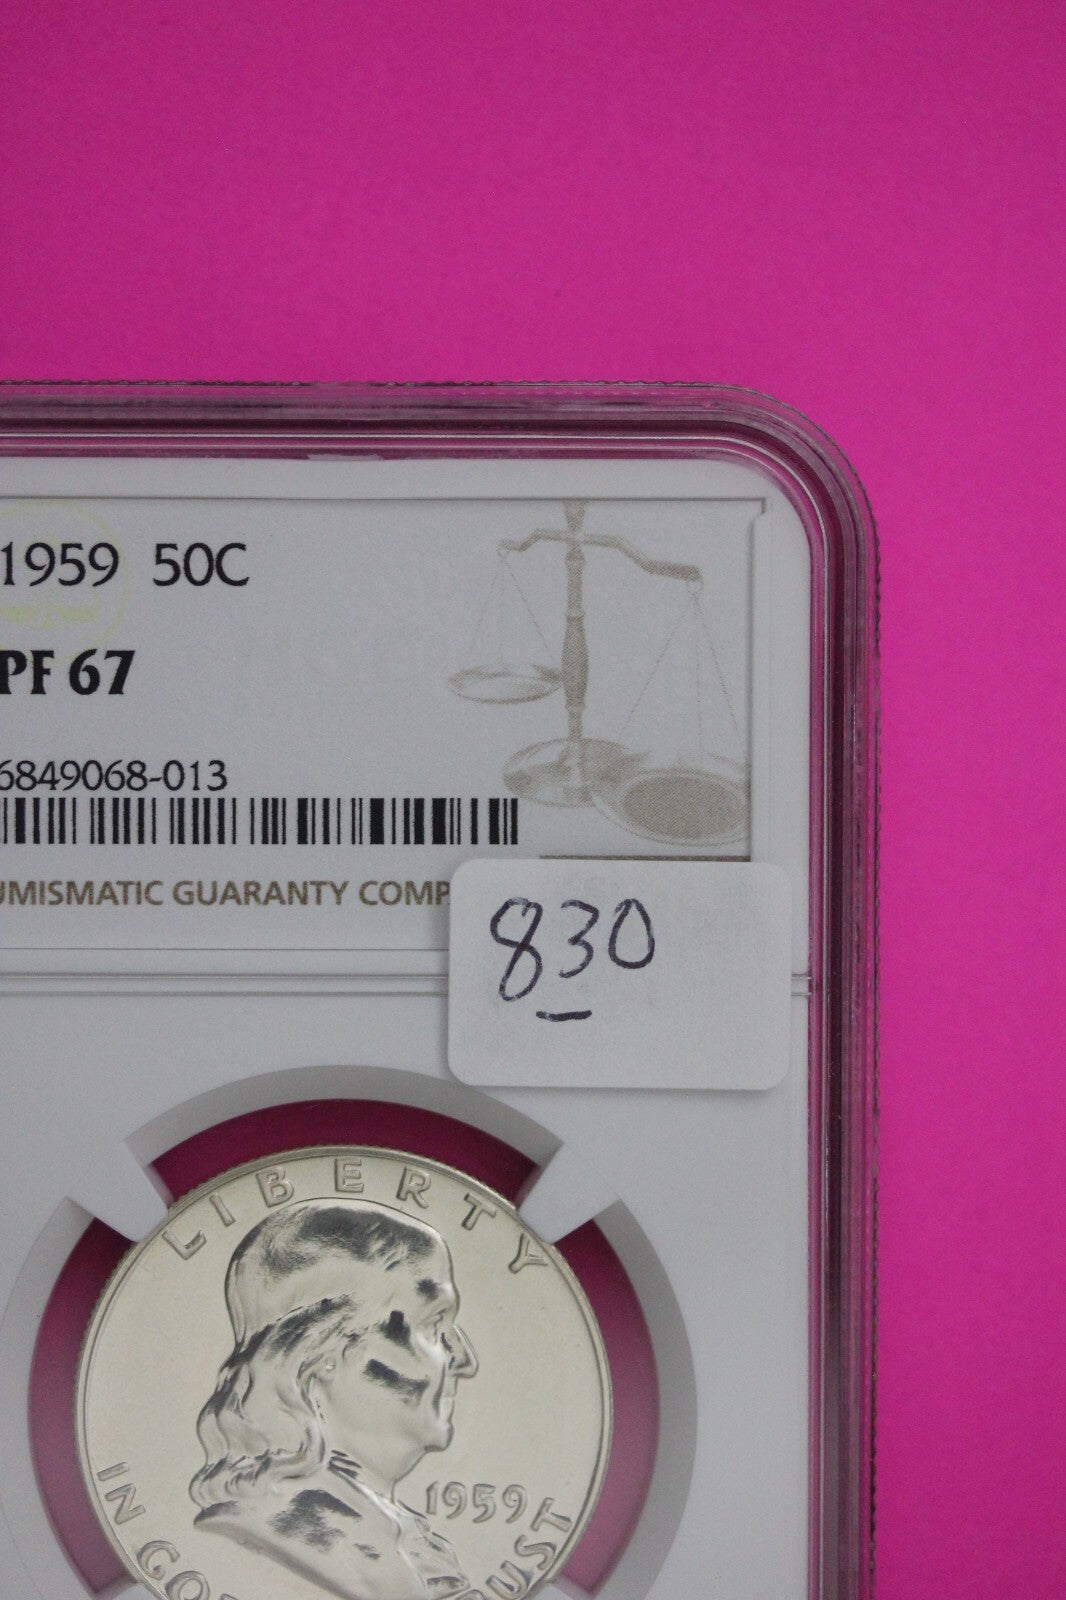 1959 50C
PF 67
6849068-013
UMISMATIC GUARANTY COMP
830
LIBERTY
1959
IN GO
RUST